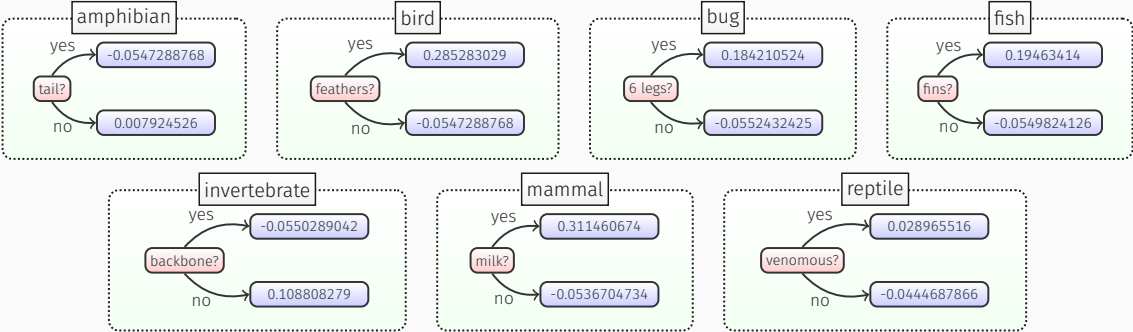 amphibian
yes
-0.0547288768
tail?
no
0.007924526
bird
yes
0.285283029
feathers?
no
-0.0547288768
bug
yes
0.184210524
6 legs?
no
-0.0552432425
fish
yes
0.19463414
fins?
no
-0.0549824126
invertebrate
yes
-0.0550289042
backbone?
no
0.108808279
mammal
yes
0.311460674
milk?
no
-0.0536704734
reptile
yes
0.028965516
venomous?
no
-0.0444687866